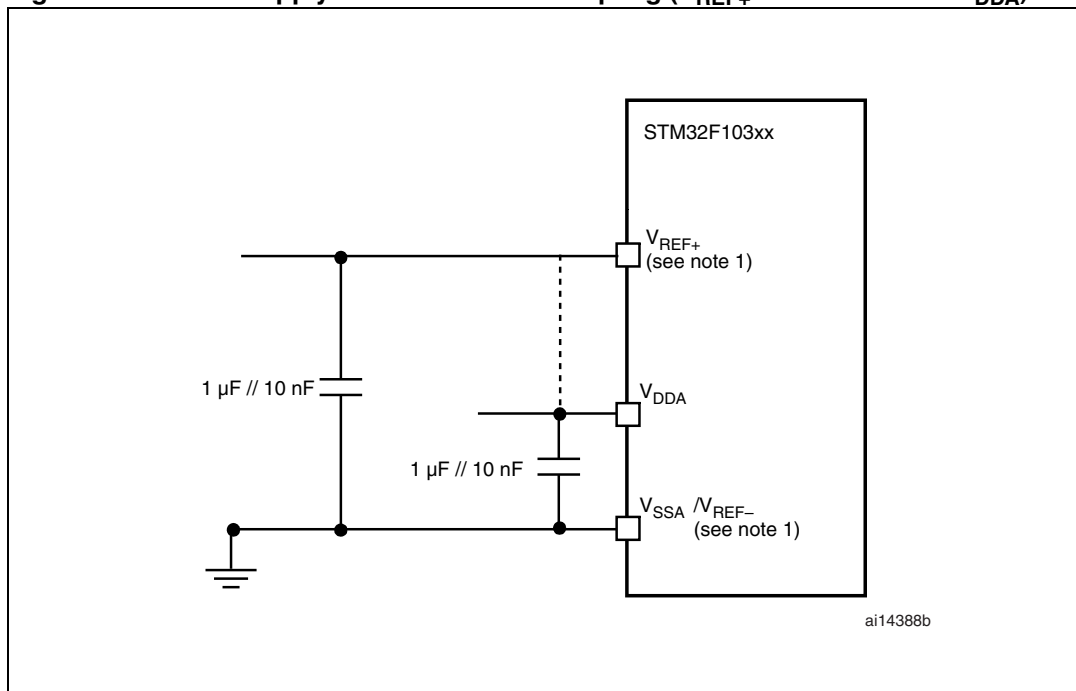 STM32F103xx
VREF+
(see note 1)
1 µF // 10 nF
VDDA
1 µF // 10 nF
VSSA /VREF–
(see note 1)
ai14388b